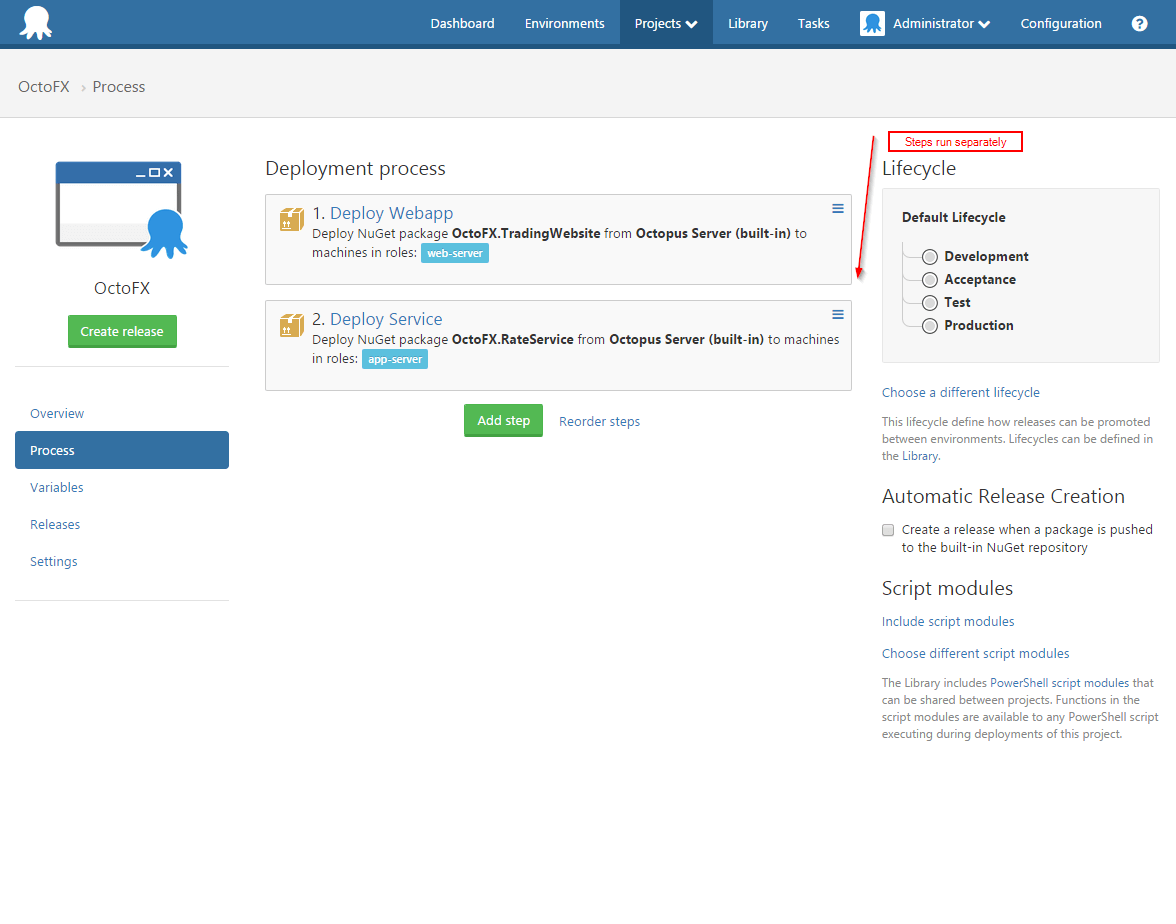 Dashboard
Environments
Projects
Library
Tasks
Administrator
Configuration
?
OctoFX › Process
OctoFX
Create release
Overview
Process
Variables
Releases
Settings
Deployment process
1. Deploy Webapp
Deploy NuGet package OctoFX.TradingWebsite from Octopus Server (built-in) to
machines in roles: web-server
2. Deploy Service
Deploy NuGet package OctoFX.RateService from Octopus Server (built-in) to machines
in roles: app-server
Add step
Reorder steps
Steps run separately
Lifecycle
Default Lifecycle
Development
Acceptance
Test
Production
Choose a different lifecycle
This lifecycle define how releases can be promoted
between environments. Lifecycles can be defined in
the Library.
Automatic Release Creation
Create a release when a package is pushed
to the built-in NuGet repository
Script modules
Include script modules
Choose different script modules
The Library includes PowerShell script modules that
can be shared between projects. Functions in the
script modules are available to any PowerShell script
executing during deployments of this project.